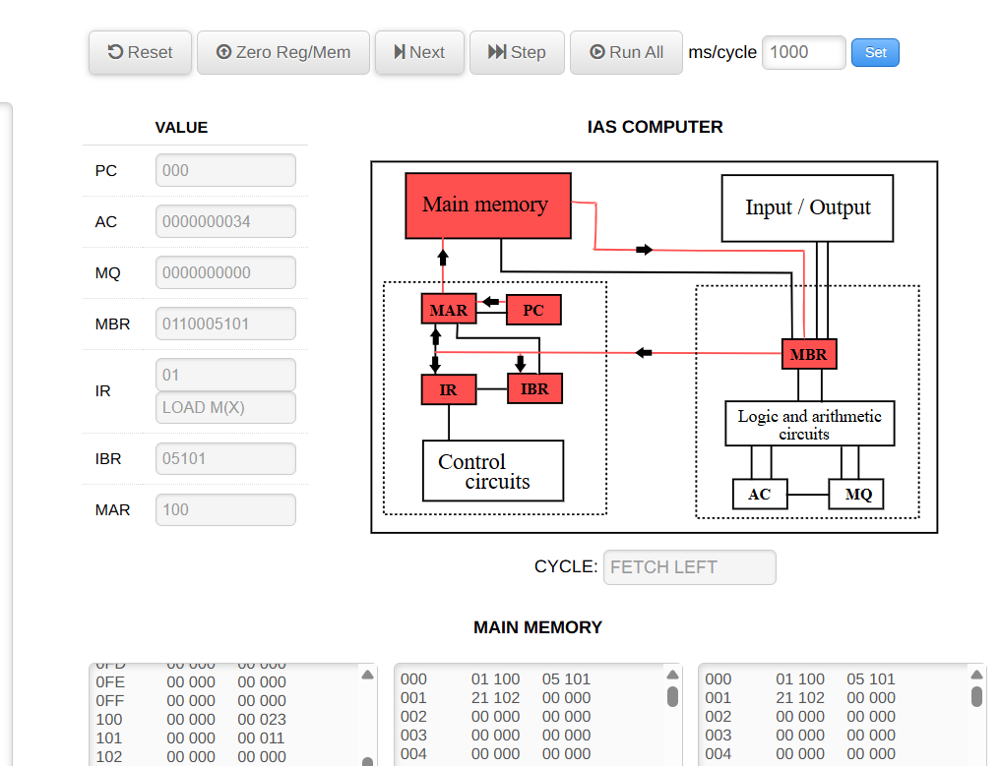 Reset Zero Reg/Mem Next Step Run All ms/cycle 1000 Set
VALUE
PC 000
AC 0000000034
MQ 0000000000
MBR 0110005101
IR 01
LOAD M(X)
IBR 05101
MAR 100
IAS COMPUTER
Main memory
Input / Output
MAR PC
MBR
IR IBR
Logic and arithmetic
circuits
Control
circuits
AC MQ
CYCLE: FETCH LEFT
MAIN MEMORY
0FD 00 000 00 000
0FE 00 000 00 000
0FF 00 000 00 000
100 00 000 00 023
101 00 000 00 011
102 00 000 00 000
000 01 100 05 101
001 21 102 00 000
002 00 000 00 000
003 00 000 00 000
004 00 000 00 000
000 01 100 05 101
001 21 102 00 000
002 00 000 00 000
003 00 000 00 000
004 00 000 00 000